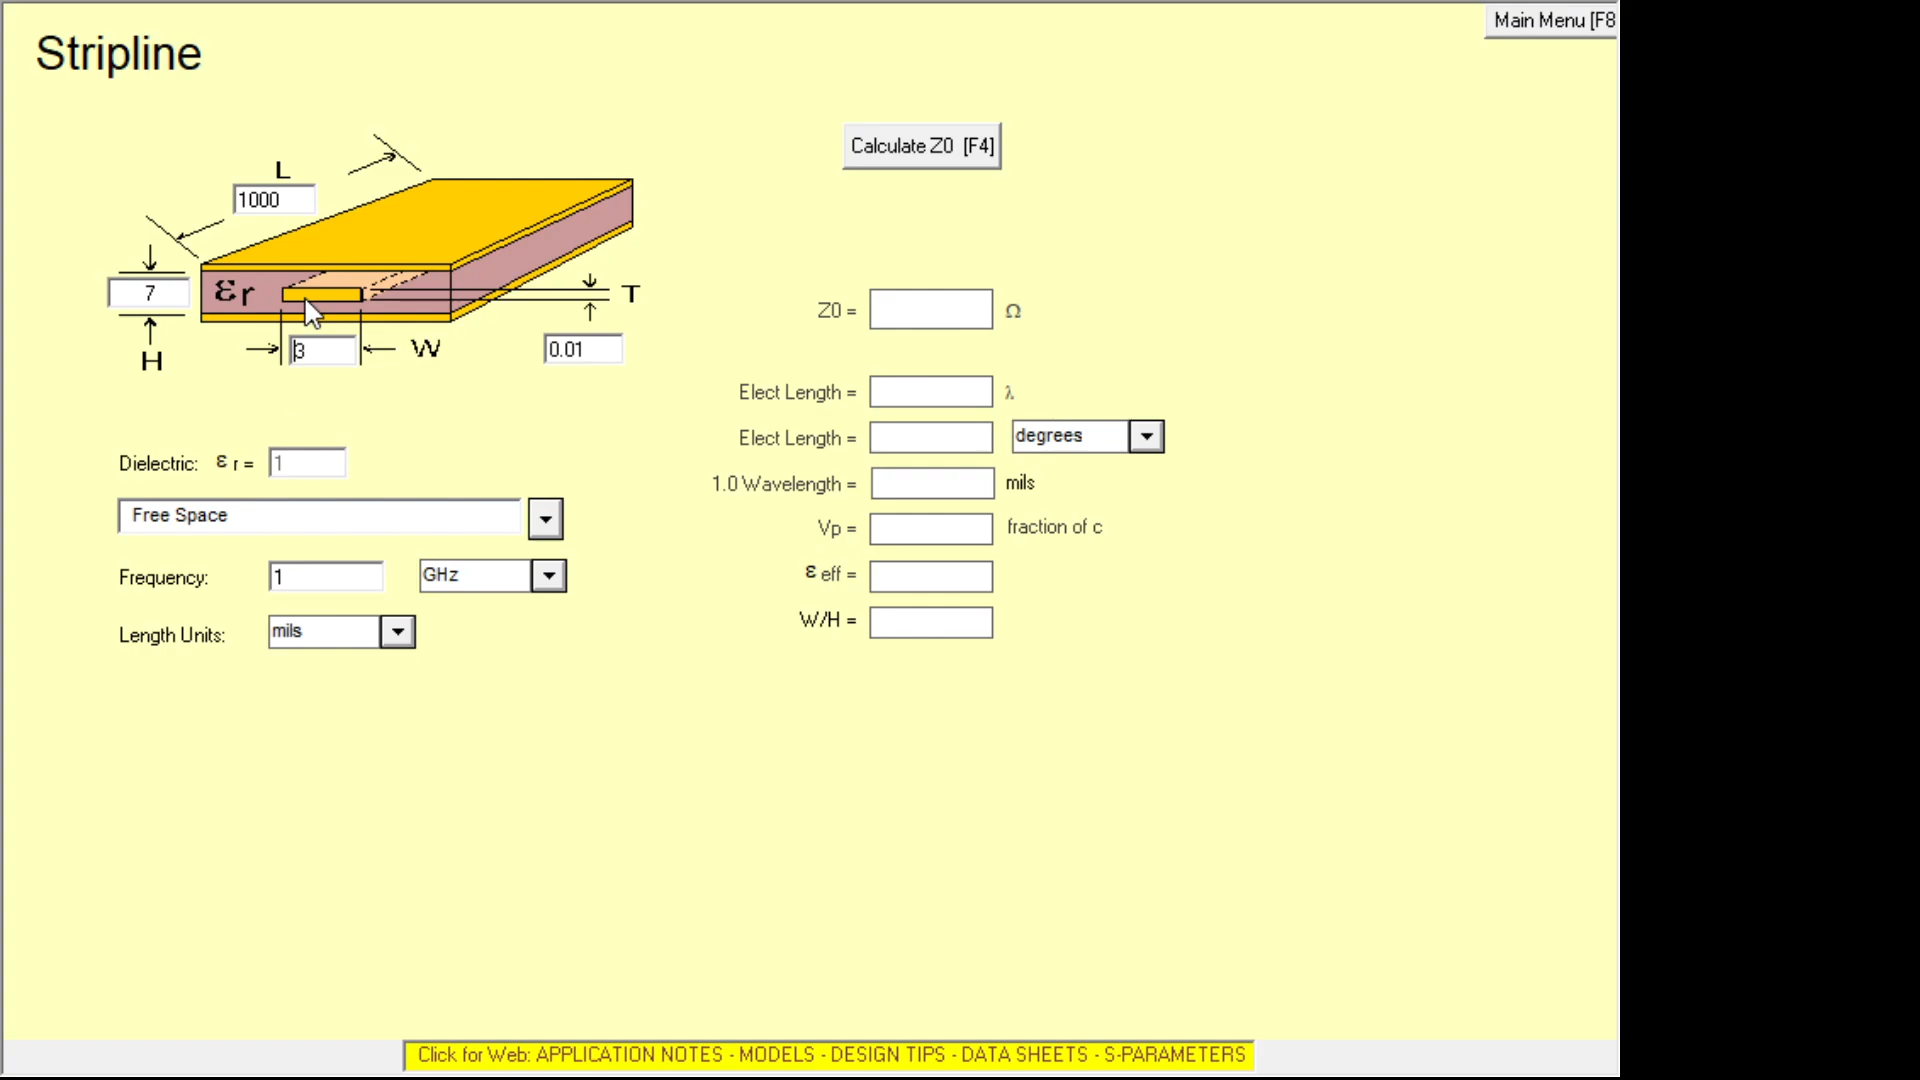 Main Menu [F8
Stripline
Calculate Z0 [F4]
L
1000
7
εr
T
H
3
W
0.01
Z0 =
Ω
Elect Length =
λ
Elect Length =
degrees
Dielectric: ε r =
1
1.0 Wavelength =
mils
Free Space
Vp =
fraction of c
Frequency:
1
GHz
ε eff =
W/H =
Length Units:
mils
Click for Web: APPLICATION NOTES - MODELS - DESIGN TIPS - DATA SHEETS - S-PARAMETERS